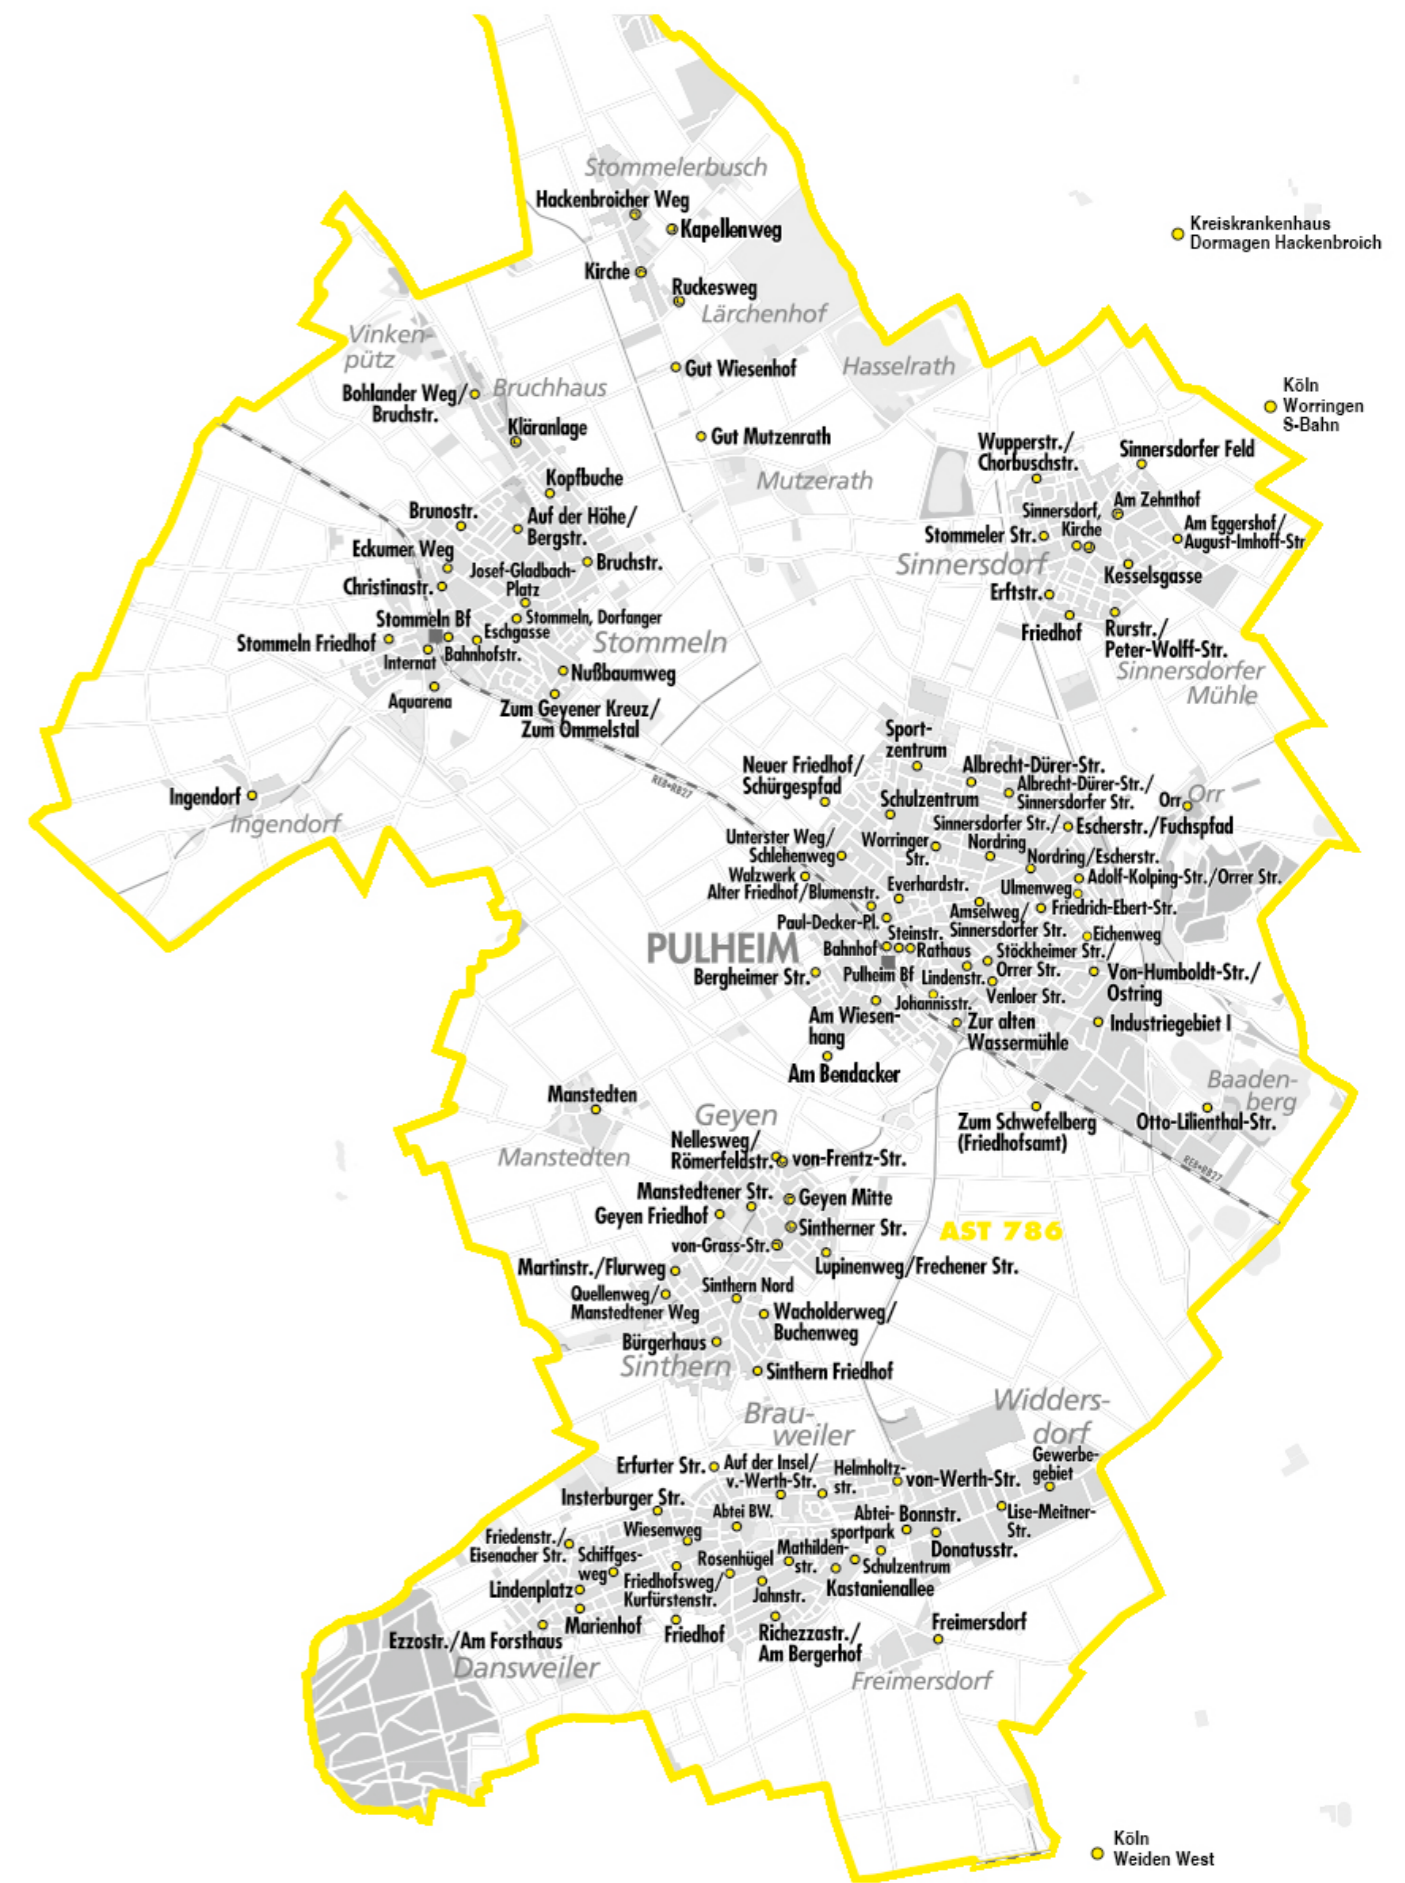 Stommelerbusch
Hackenbroicher Weg
Kapellenweg
Kreiskrankenhaus
Dormagen Hackenbroich
Kirche
Ruckesweg
Lärchenhof
Vinken-
pütz
Hasselrath
Gut Wiesenhof
Bohlander Weg/
Bruchstr.
Bruchhaus
Köln
Worringen
S-Bahn
Kläranlage
Gut Mutzenrath
Wupperstr./
Chorbuschstr.
Sinnersdorfer Feld
Kopfbuche
Mutzerath
Brunostr.
Auf der Höhe/
Bergstr.
Am Zehnthof
Sinnersdorf,
Kirche
Stommeler Str.
Am Eggershof/
August-Imhoff-Str
Eckumer Weg
Bruchstr.
Sinnersdorf
Josef-Gladbach-
Platz
Kesselsgasse
Christinastr.
Erftstr.
Stommeln Bf
Stommeln, Dorfanger
Eschgasse
Stommeln
Friedhof
Rurstr./
Peter-Wolff-Str.
Stommeln Friedhof
Internat
Bahnhofstr.
Nußbaumweg
Sinnersdorfer
Mühle
Aquarena
Zum Geyener Kreuz/
Zum Ommelstal
Sport-
zentrum
RE8+RB27
Neuer Friedhof/
Schürgespfad
Albrecht-Dürer-Str.
Albrecht-Dürer-Str./
Sinnersdorfer Str.
Orr
Orr
Ingendorf
Ingendorf
Schulzentrum
Sinnersdorfer Str./
Nordring
Escherstr./Fuchspfad
Unterster Weg/
Schlehenweg
Worringer
Str.
Nordring/Escherstr.
Walzwerk
Adolf-Kolping-Str./Orrer Str.
Alter Friedhof/Blumenstr.
Everhardstr.
Ulmenweg
Amselweg/
Sinnersdorfer Str.
Friedrich-Ebert-Str.
Paul-Decker-Pl.
Steinstr.
Eichenweg
PULHEIM
Bahnhof
Rathaus
Stöckheimer Str./
Orrer Str.
Bergheimer Str.
Pulheim Bf
Lindenstr.
Von-Humboldt-Str./
Ostring
Johannisstr.
Venloer Str.
Am Wiesen-
hang
Zur alten
Wassermühle
Industriegebiet I
Am Bendacker
Baaden-
berg
Manstedten
Geyen
Zum Schwefelberg
(Friedhofsamt)
Otto-Lilienthal-Str.
Nellesweg/
Römerfeldstr.
von-Frentz-Str.
Manstedten
RE8+RB27
Manstedtener Str.
Geyen Mitte
Geyen Friedhof
Sintherner Str.
AST 786
von-Grass-Str.
Lupinenweg/Frechener Str.
Martinstr./Flurweg
Quellenweg/
Manstedtener Weg
Sinthern Nord
Wacholderweg/
Buchenweg
Bürgerhaus
Sinthern
Sinthern Friedhof
Brau-
weiler
Widders-
dorf
Gewerbe-
gebiet
Erfurter Str.
Auf der Insel/
v.-Werth-Str.
Helmholtz-
str.
von-Werth-Str.
Insterburger Str.
Abtei BW.
Lise-Meitner-
Str.
Friedenstr./
Eisenacher Str.
Wiesenweg
Abtei-
sportpark
Bonnstr.
Donatusstr.
Schiffges-
weg
Rosenhügel
Mathilden-
str.
Schulzentrum
Lindenplatz
Friedhofsweg/
Kurfürstenstr.
Jahnstr.
Kastanienallee
Marienhof
Friedhof
Richezzastr./
Am Bergerhof
Freimersdorf
Ezzostr./Am Forsthaus
Dansweiler
Freimersdorf
Köln
Weiden West